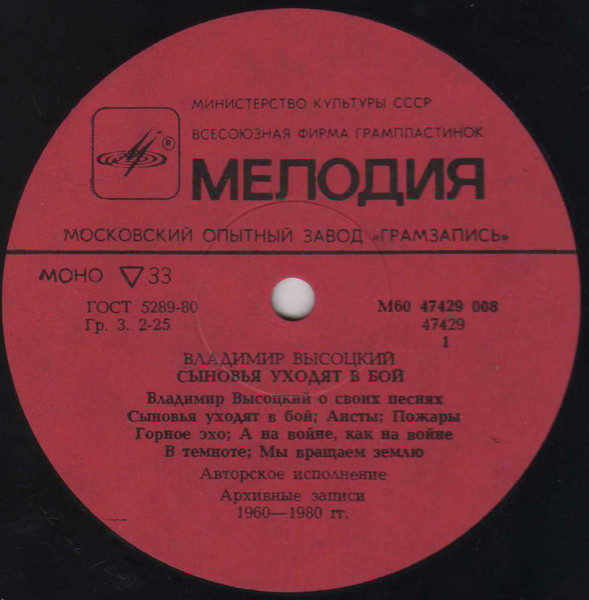 МИНИСТЕРСТВО КУЛЬТУРЫ СССР
ВСЕСОЮЗНАЯ ФИРМА ГРАМПЛАСТИНОК
®
МЕЛОДИЯ
МОСКОВСКИЙ ОПЫТНЫЙ ЗАВОД «ГРАМЗАПИСЬ»
МОНО ▽ 33
ГОСТ 5289-80
Гр. 3. 2-25
М60 47429 008
47429
1
ВЛАДИМИР ВЫСОЦКИЙ
СЫНОВЬЯ УХОДЯТ В БОЙ
Владимир Высоцкий о своих песнях
Сыновья уходят в бой; Аисты; Пожары
Горное эхо; А на войне, как на войне
В темноте; Мы вращаем землю
Авторское исполнение
Архивные записи
1960—1980 гг.